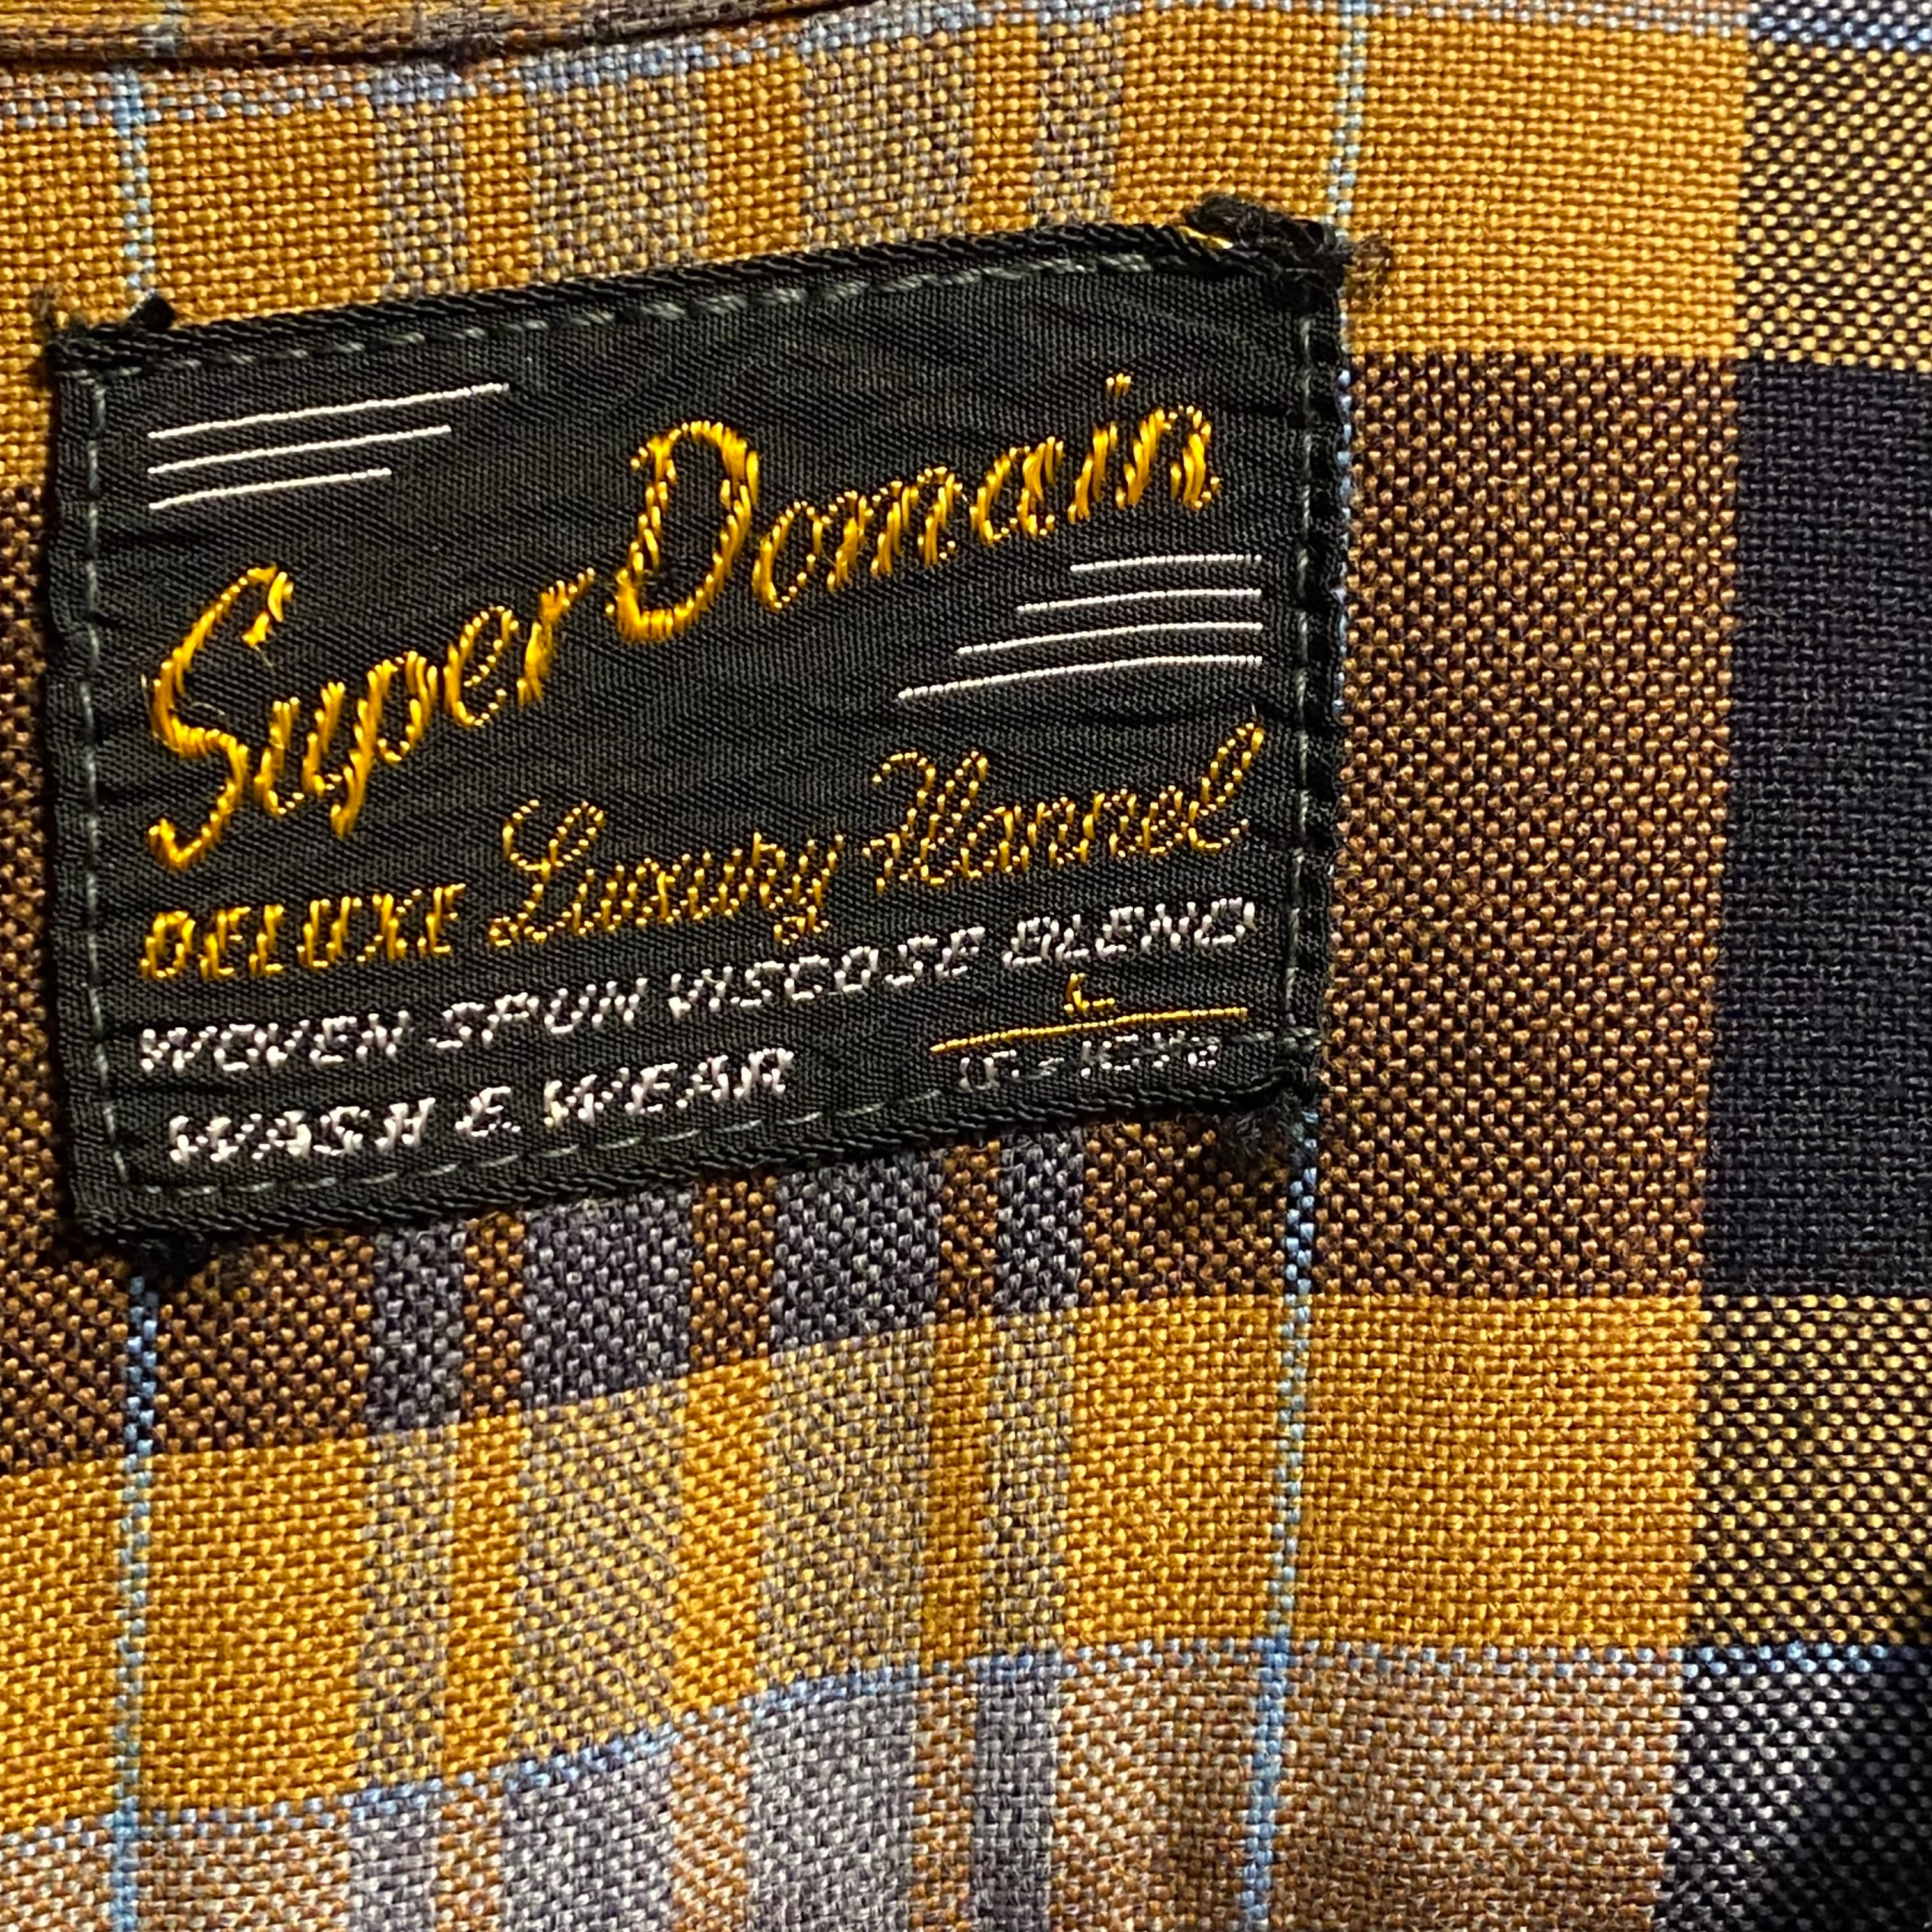 Super Domain
DELUXE Luxury Flannel
WOVEN SPUN VISCOSE BLEND
L
WASH & WEAR